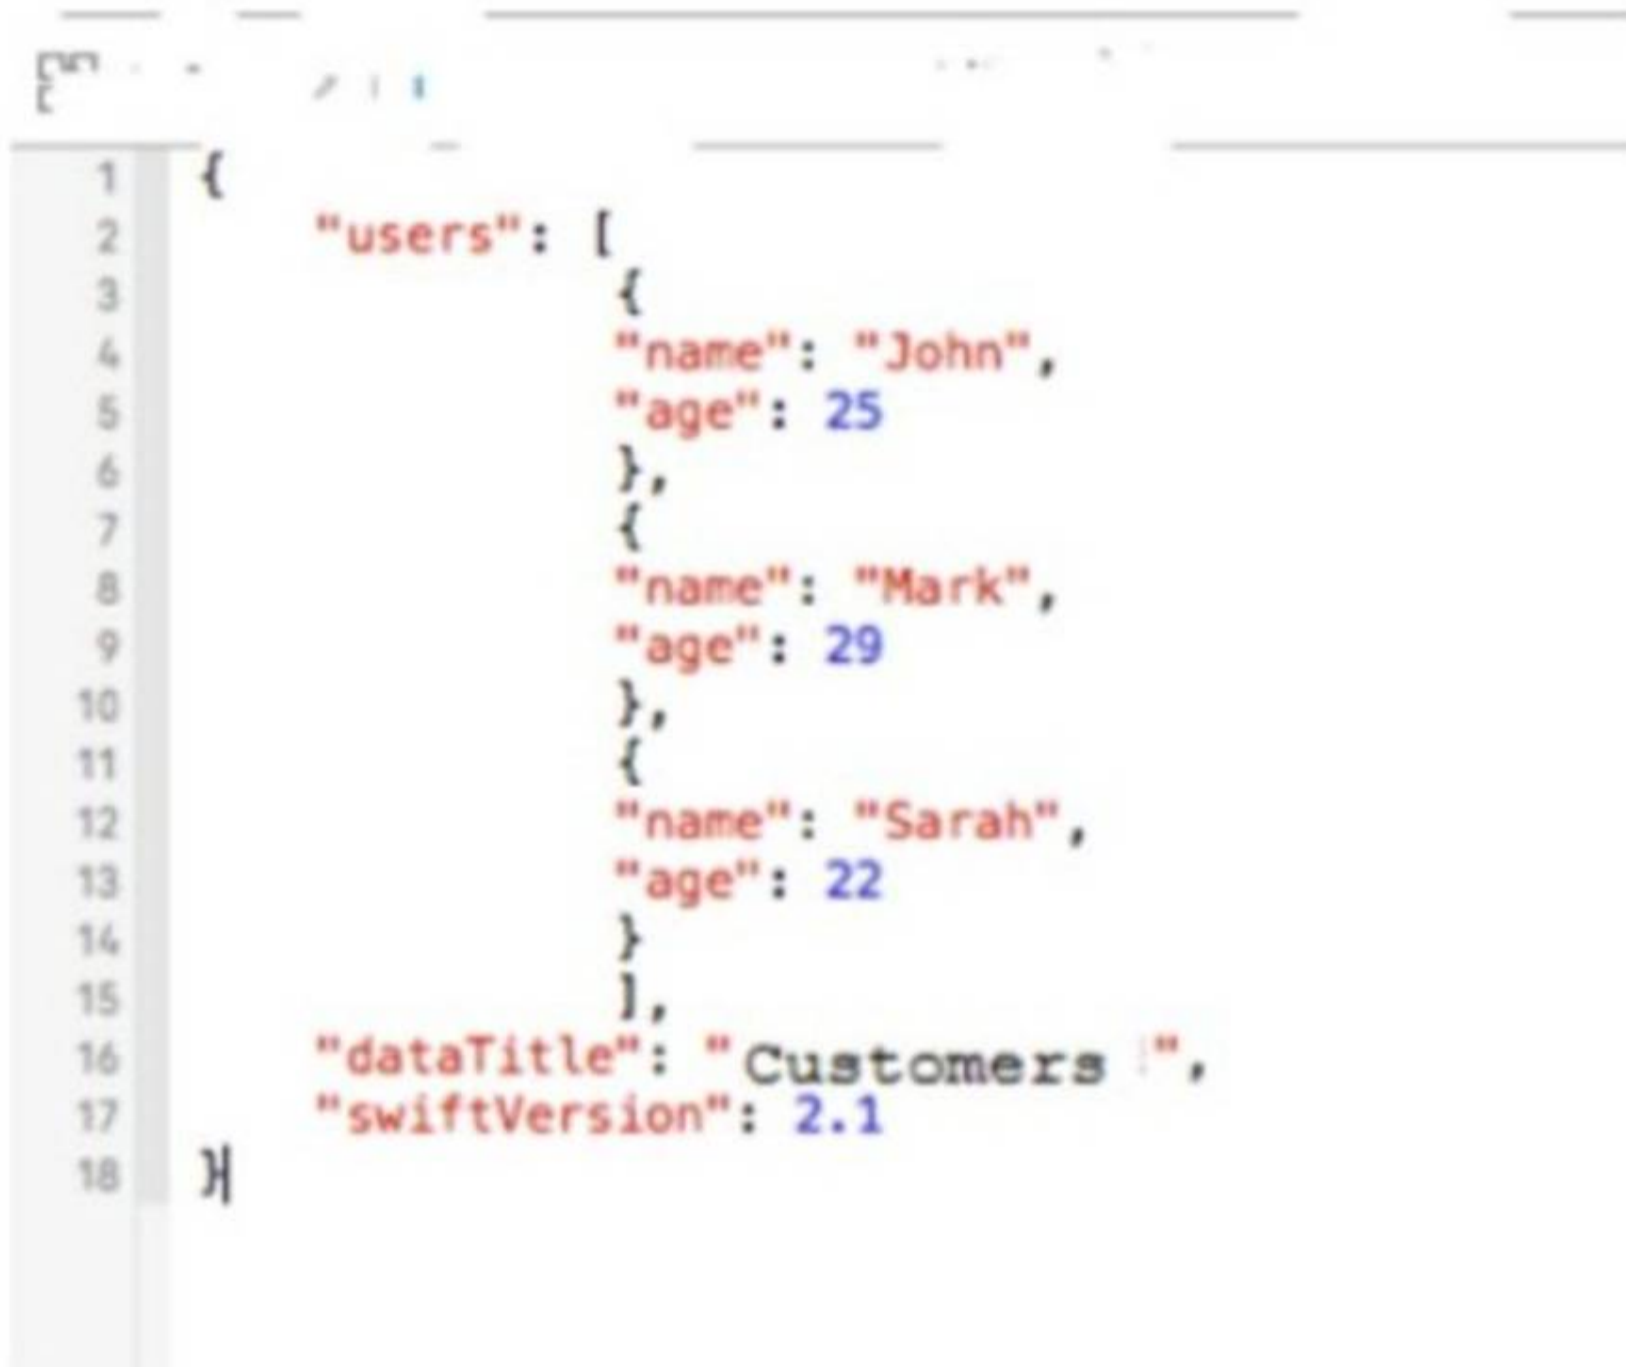 1 {
2 "users": [
3 {
4 "name": "John",
5 "age": 25
6 },
7 {
8 "name": "Mark",
9 "age": 29
10 },
11 {
12 "name": "Sarah",
13 "age": 22
14 }
15 ],
16 "dataTitle": "Customers ",
17 "swiftVersion": 2.1
18 }